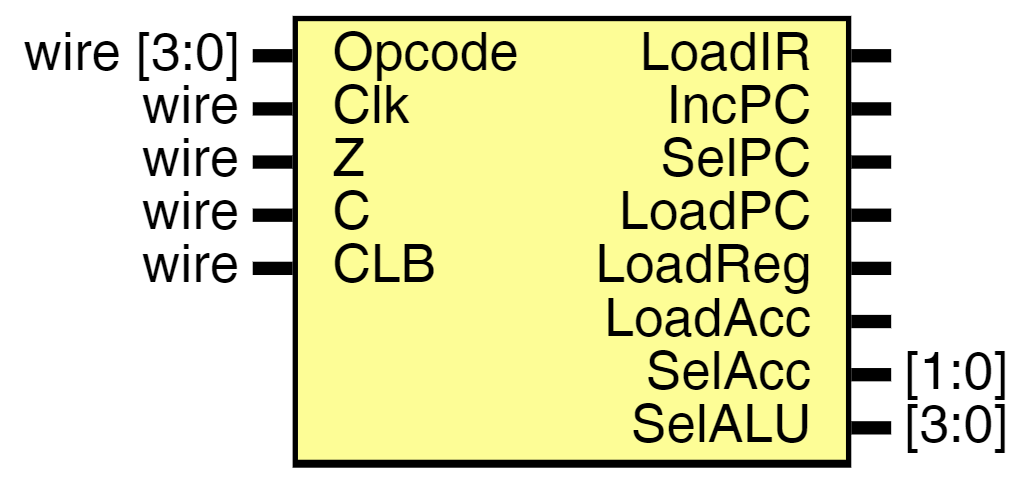 wire [3:0] Opcode LoadIR
wire Clk IncPC
wire Z SelPC
wire C LoadPC
wire CLB LoadReg
LoadAcc
SelAcc [1:0]
SelALU [3:0]